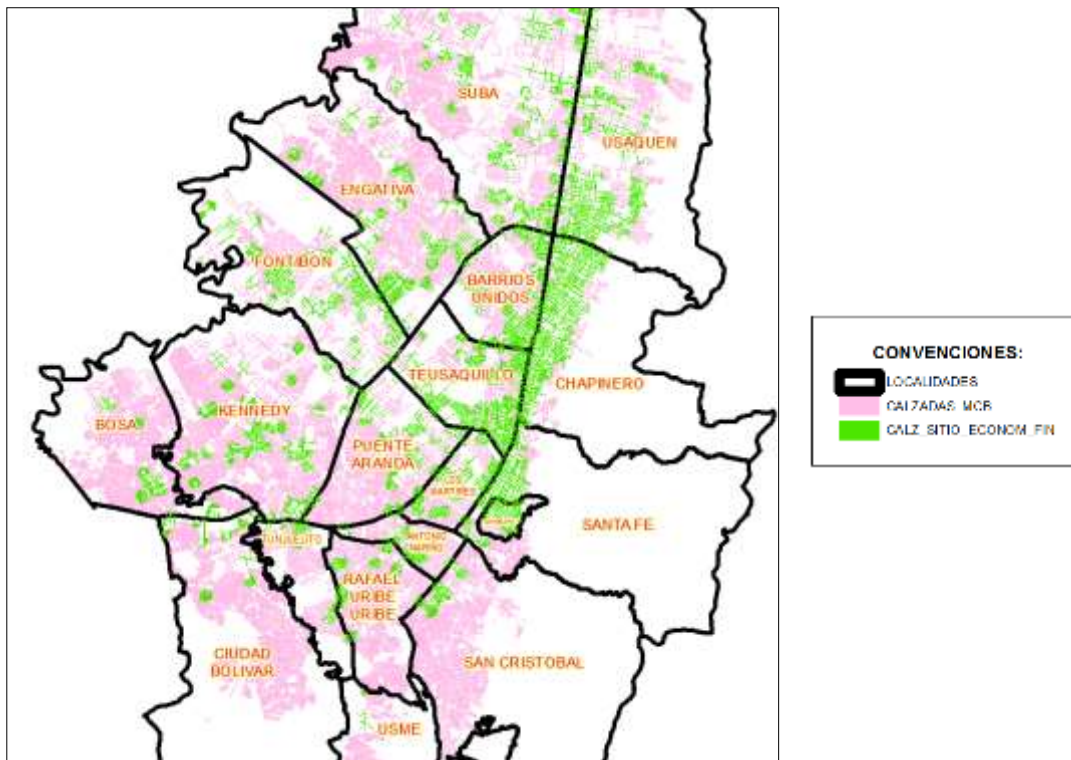 SUBA
USAQUEN
ENGATIVA
FONTIBON
BARRIOS
UNIDOS
TEUSAQUILLO
CHAPINERO
KENNEDY
BOSA
PUENTE
ARANDA
LOS
MARTIRES
SANTA FE
TUNJUELITO
ANTONIO
NARIÑO
RAFAEL
URIBE
URIBE
CIUDAD
BOLIVAR
SAN CRISTOBAL
USME
CONVENCIONES:
LOCALIDADES
CALZADAS_MCB
CALZ_SITIO_ECONOM_FIN